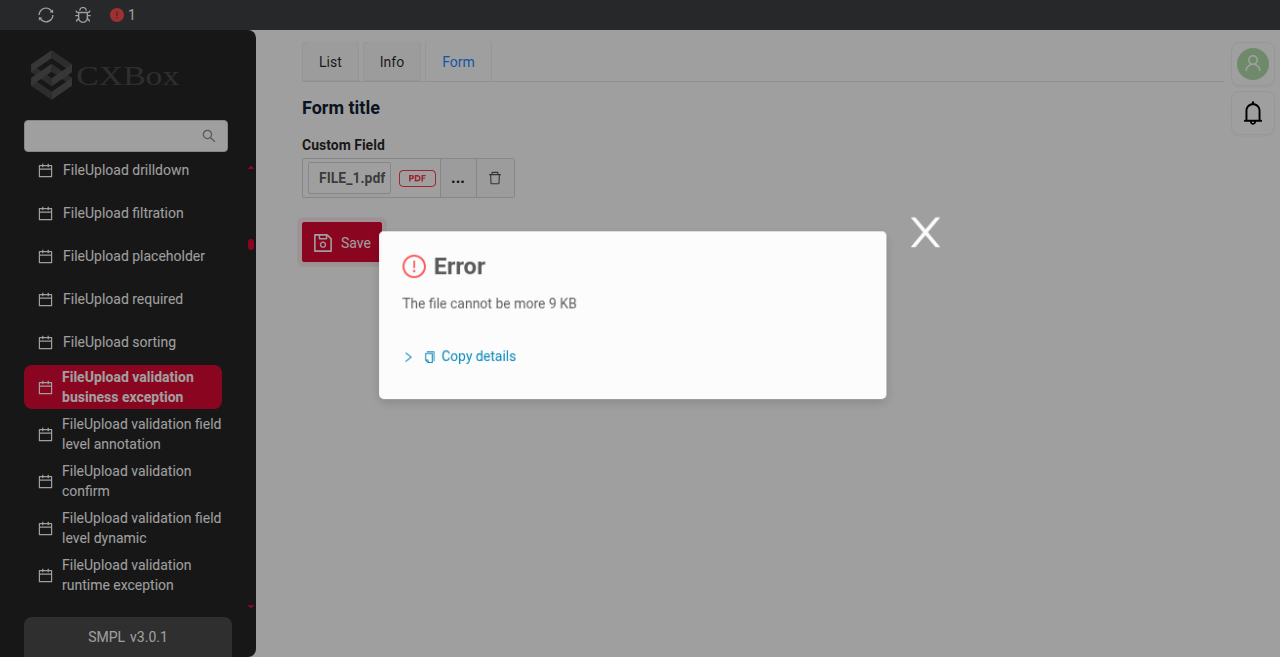 1
CXBox
FileUpload drilldown
FileUpload filtration
FileUpload placeholder
FileUpload required
FileUpload sorting
FileUpload validation
business exception
FileUpload validation field
level annotation
FileUpload validation
confirm
FileUpload validation field
level dynamic
FileUpload validation
runtime exception
SMPL v3.0.1
List Info Form
Form title
Custom Field
FILE_1.pdf PDF ...
Save
Error
The file cannot be more 9 KB
Copy details